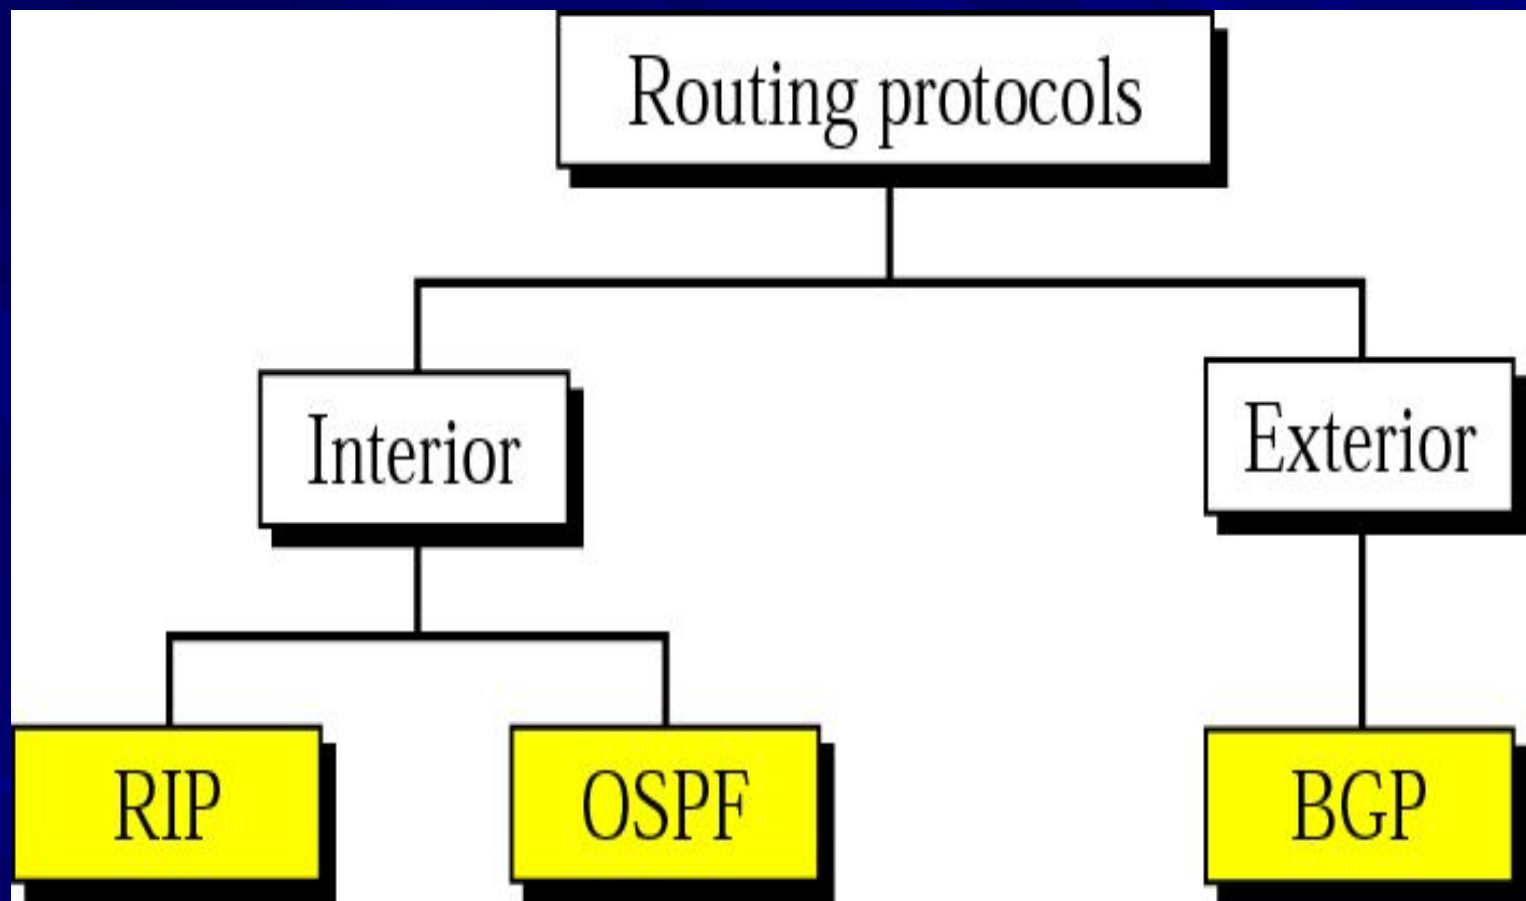 Routing protocols
Interior
Exterior
RIP
OSPF
BGP